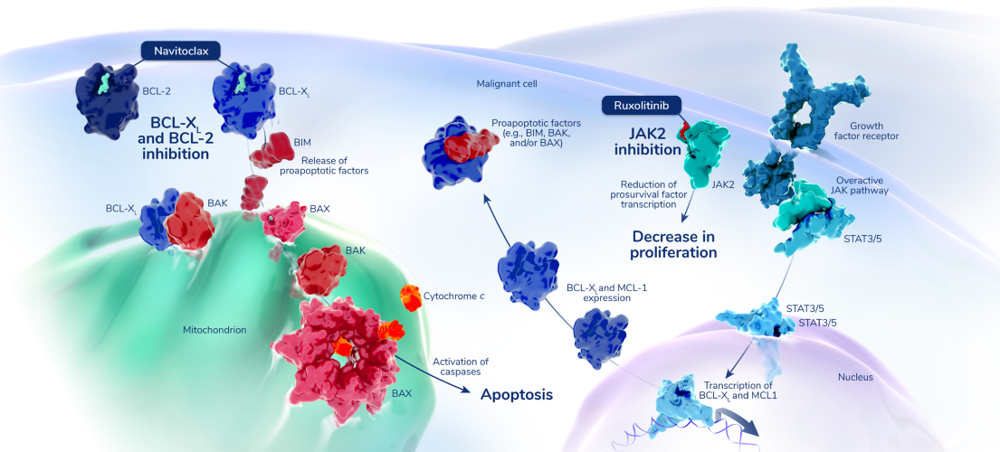 Navitoclax
BCL-2
BCL-XL
BCL-XL
and BCL-2
inhibition
BIM
Release of
proapoptotic factors
BCL-XL
BAK
BAX
BAK
Cytochrome c
Mitochondrion
Activation of
caspases
BAX
Apoptosis
Malignant cell
Proapoptotic factors
(e.g., BIM, BAK,
and/or BAX)
BCL-XL and MCL-1
expression
Ruxolitinib
JAK2
inhibition
JAK2
Reduction of
prosurvival factor
transcription
Decrease in
proliferation
Growth
factor receptor
Overactive
JAK pathway
STAT3/5
STAT3/5
STAT3/5
Nucleus
Transcription of
BCL-XL and MCL1